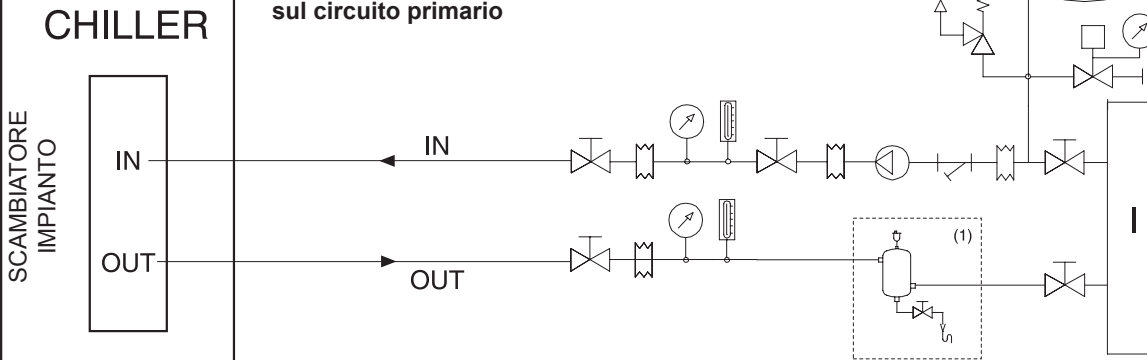 sul circuito primario
CHILLER
SCAMBIATORE
IMPIANTO
IN
IN
OUT
OUT
(1)
I